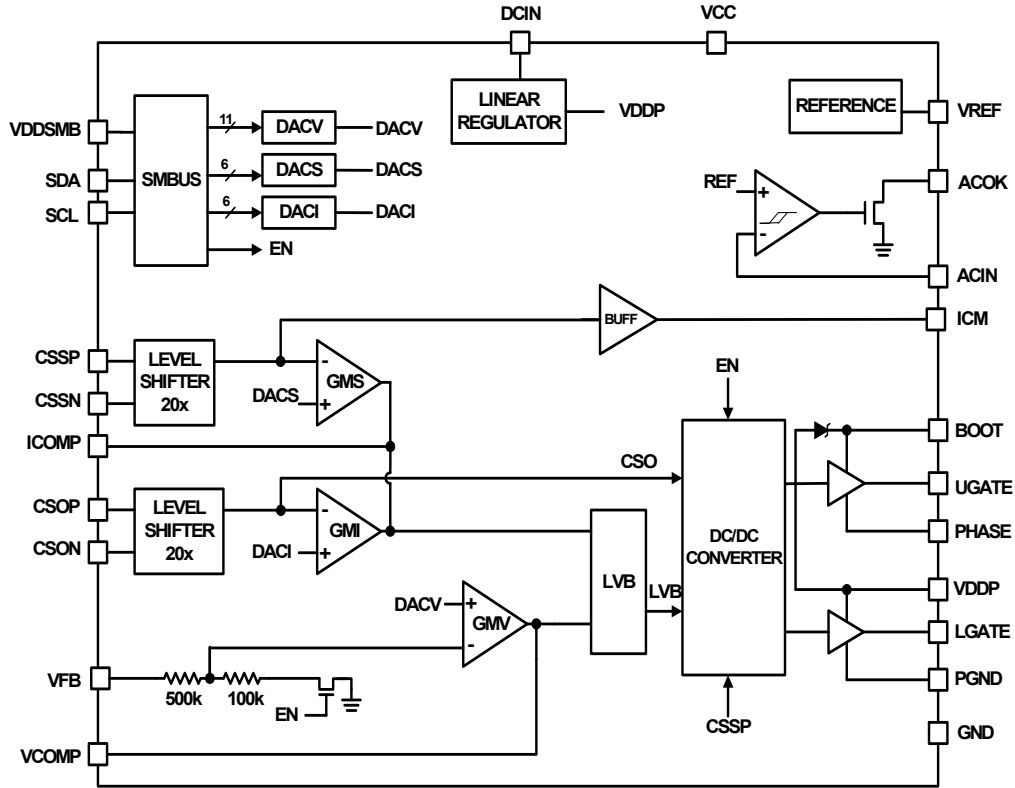 DCIN
VCC
LINEAR
REGULATOR
VDDP
REFERENCE
VREF
VDDSMB
SDA
SCL
SMBUS
11
DACV
DACV
6
DACS
DACS
6
DACI
DACI
EN
REF
+
-
ACOK
ACIN
ICM
BUFF
CSSP
CSSN
LEVEL
SHIFTER
20x
-
GMS
DACS
+
ICOMP
EN
BOOT
CSO
CSOP
CSON
LEVEL
SHIFTER
20x
-
GMI
DACI
+
UGATE
PHASE
DC/DC
CONVERTER
LVB
LVB
VDDP
DACV
+
GMV
-
LGATE
VFB
500k
100k
EN
PGND
CSSP
GND
VCOMP